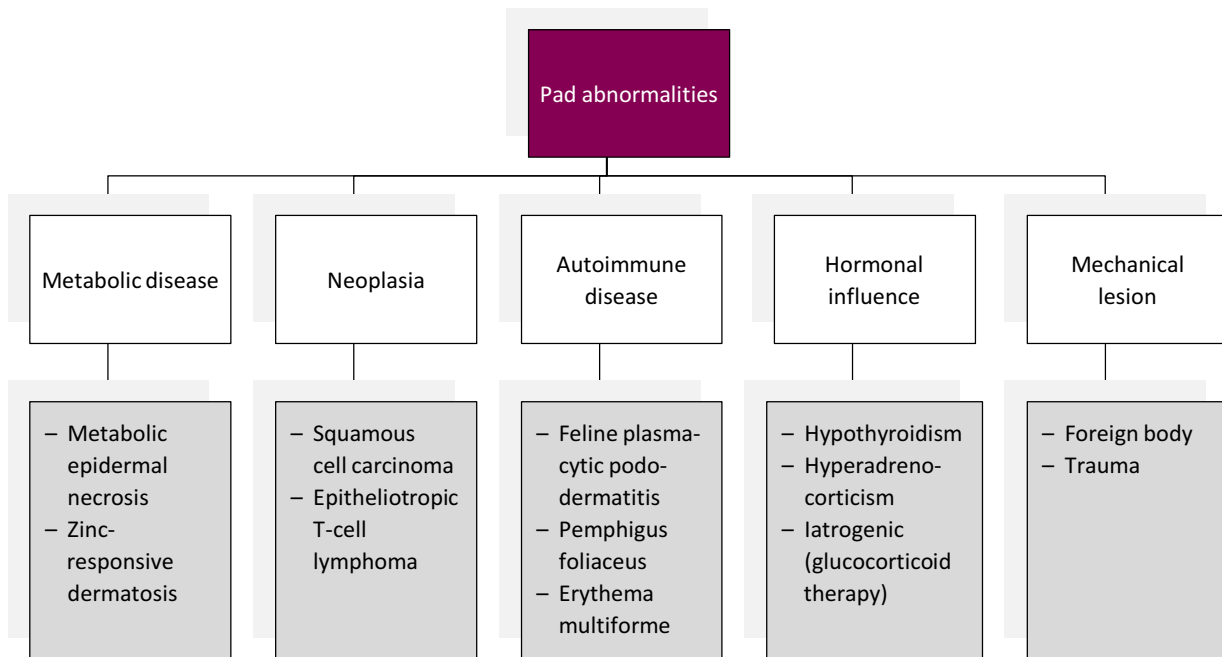 Pad abnormalities
Metabolic disease
Neoplasia
Autoimmune
disease
Hormonal
influence
Mechanical
lesion
– Metabolic
epidermal
necrosis
– Zinc-
responsive
dermatosis
– Squamous
cell carcinoma
– Epitheliotropic
T-cell
lymphoma
– Feline plasma-
cytic podo-
dermatitis
– Pemphigus
foliaceus
– Erythema
multiforme
– Hypothyroidism
– Hyperadreno-
corticism
– Iatrogenic
(glucocorticoid
therapy)
– Foreign body
– Trauma